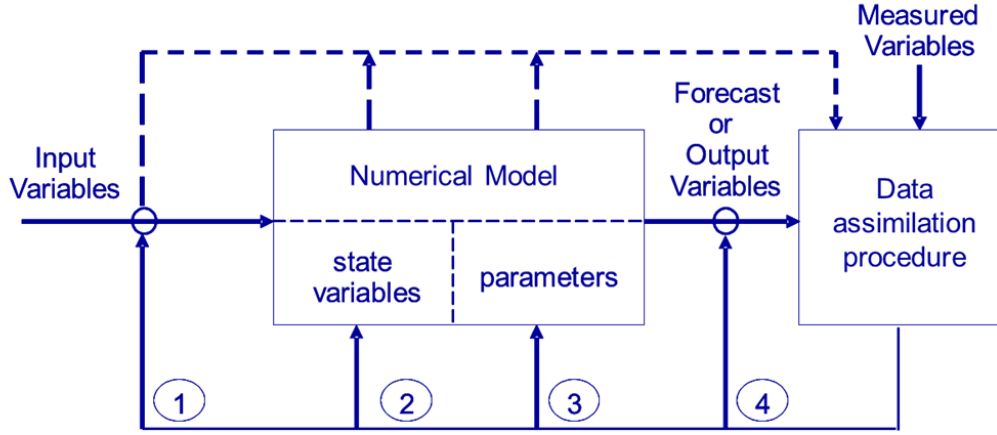 Measured
Variables
Forecast
or
Output
Variables
Input
Variables
Numerical Model
Data
assimilation
procedure
state
variables
parameters
1
2
3
4